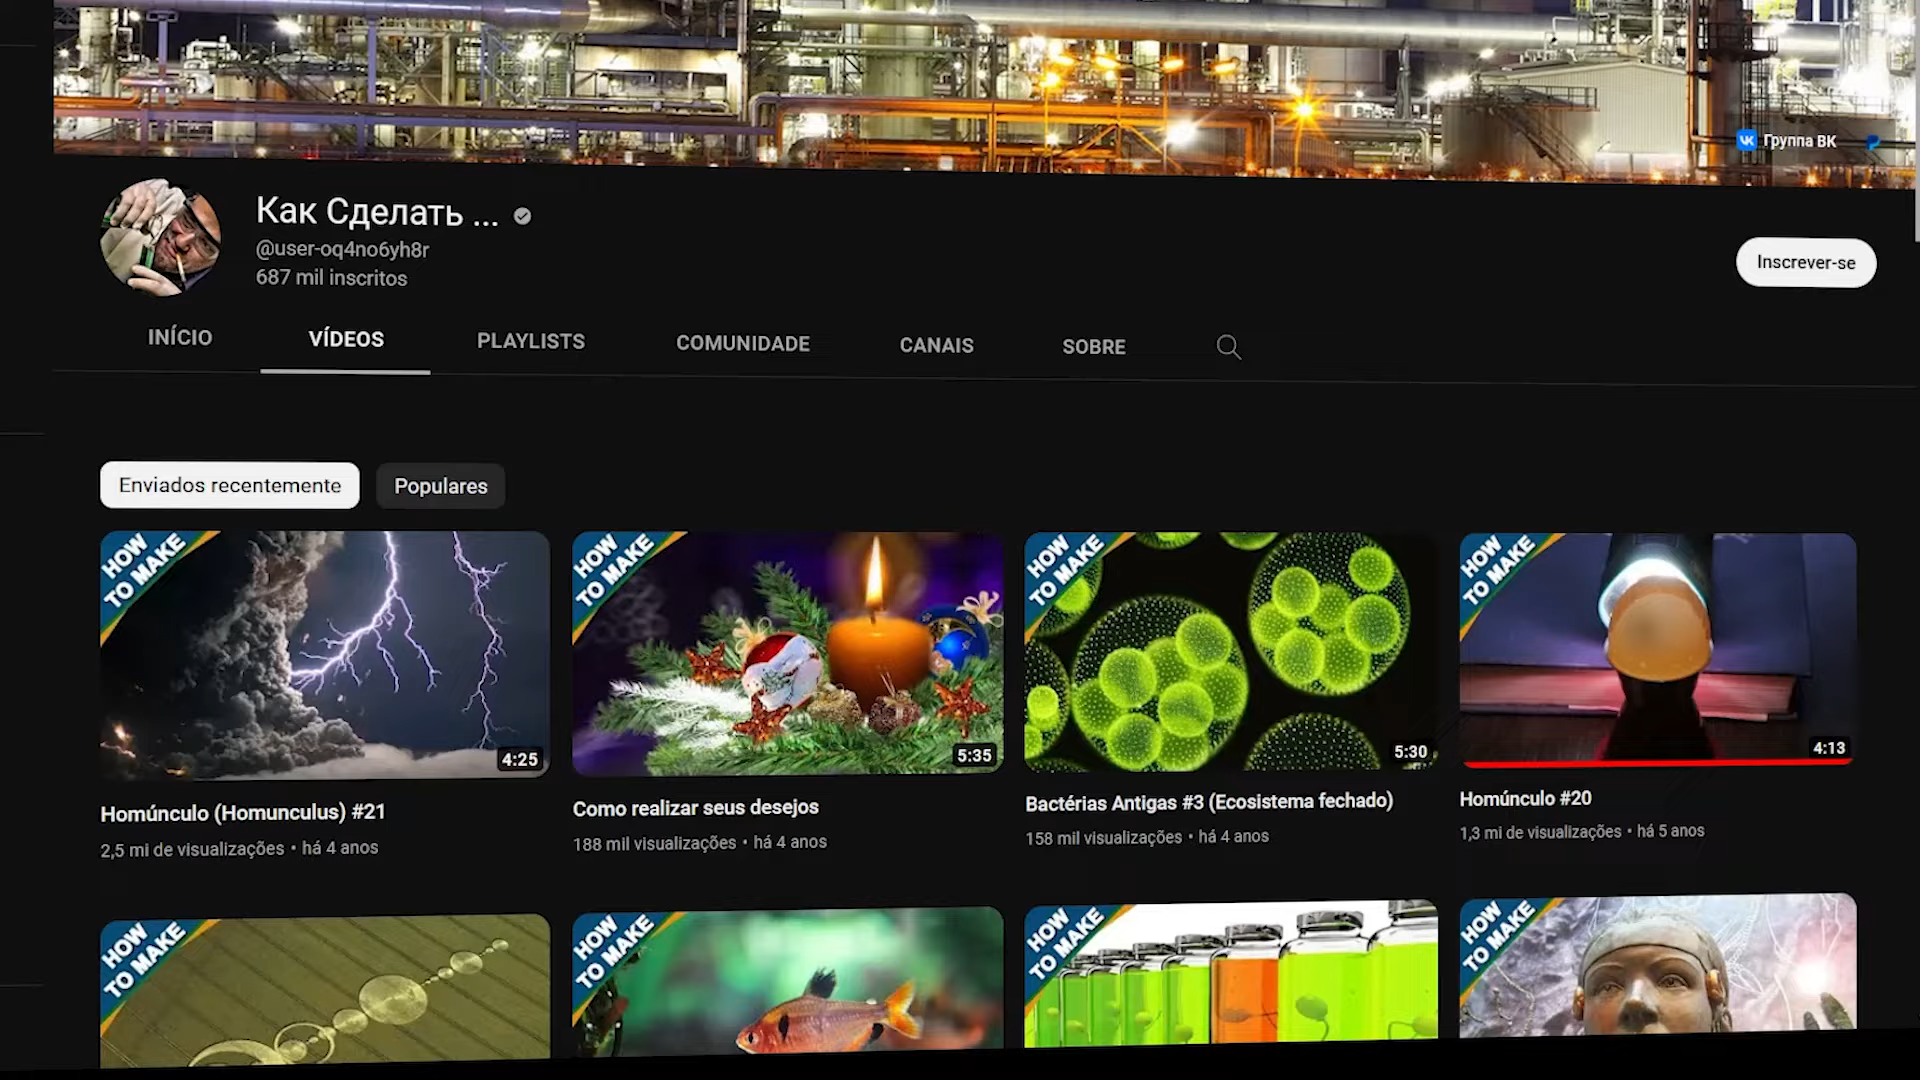 Группа ВК
Как Сделать ...
@user-oq4no6yh8r
687 mil inscritos
Inscrever-se
INÍCIO
VÍDEOS
PLAYLISTS
COMUNIDADE
CANAIS
SOBRE
Enviados recentemente
Populares
HOW
TO MAKE
4:25
HOW
TO MAKE
5:35
HOW
TO MAKE
5:30
HOW
TO MAKE
4:13
Homúnculo (Homunculus) #21
2,5 mi de visualizações • há 4 anos
Como realizar seus desejos
188 mil visualizações • há 4 anos
Bactérias Antigas #3 (Ecosistema fechado)
158 mil visualizações • há 4 anos
Homúnculo #20
1,3 mi de visualizações • há 5 anos
HOW
TO MAKE
HOW
TO MAKE
HOW
TO MAKE
HOW
TO MAKE